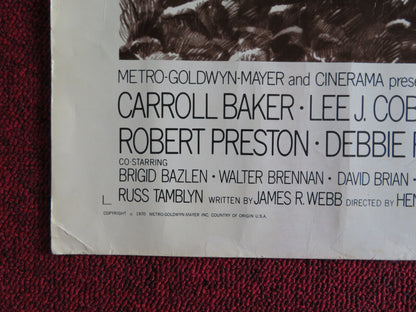 METRO-GOLDWYN-MAYER and CINERAMA
CARROLL BAKER • LEE J. COB
ROBERT PRESTON • DEBBIE
CO-STARRING
BRIGID BAZLEN • WALTER BRENNAN • DAVID BRIAN •
RUSS TAMBLYN WRITTEN BY JAMES R. WEBB DIRECTED BY HEN
COPYRIGHT © 1970 METRO-GOLDWYN-MAYER INC. COUNTRY OF ORIGIN U.S.A.